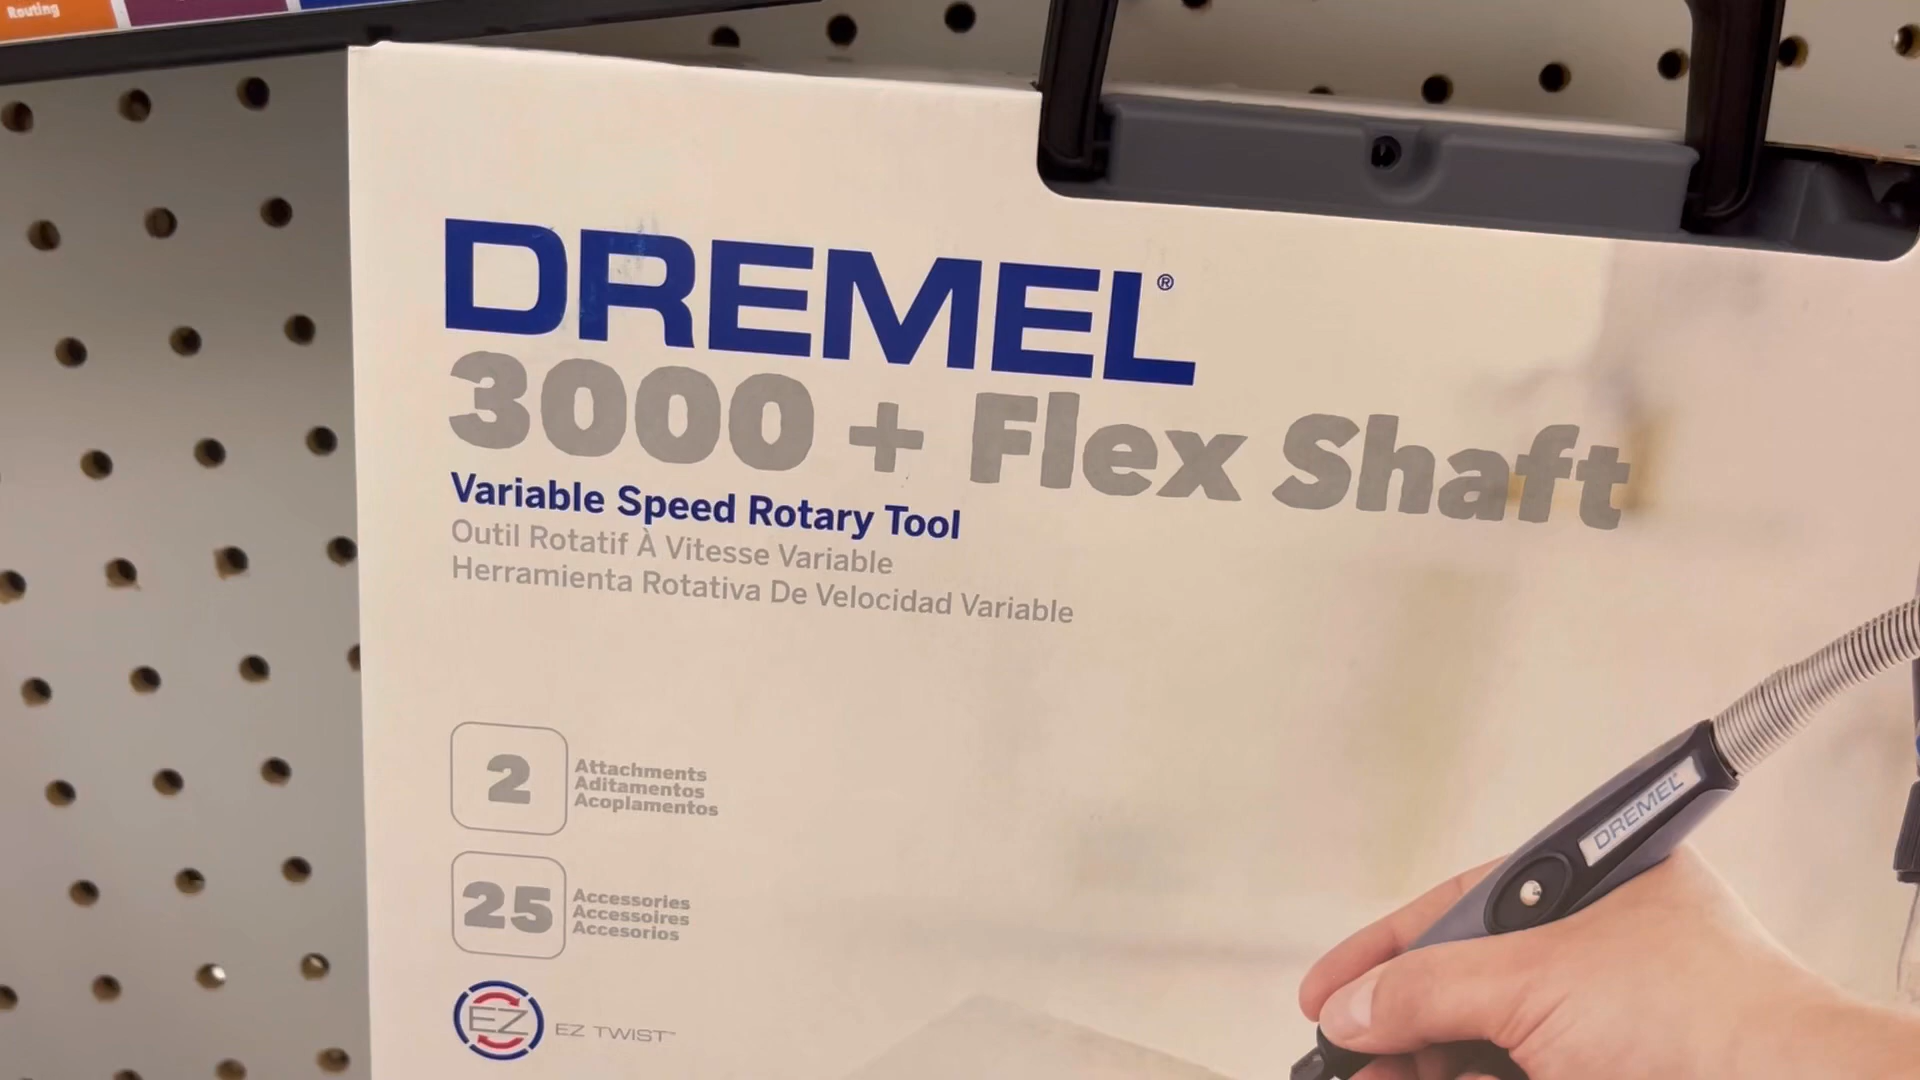 Routing
DREMEL®
3000 + Flex Shaft
Variable Speed Rotary Tool
Outil Rotatif À Vitesse Variable
Herramienta Rotativa De Velocidad Variable
2
Attachments
Aditamentos
Acoplamentos
25
Accessories
Accessoires
Accesorios
EZ
EZ TWIST™
DREMEL